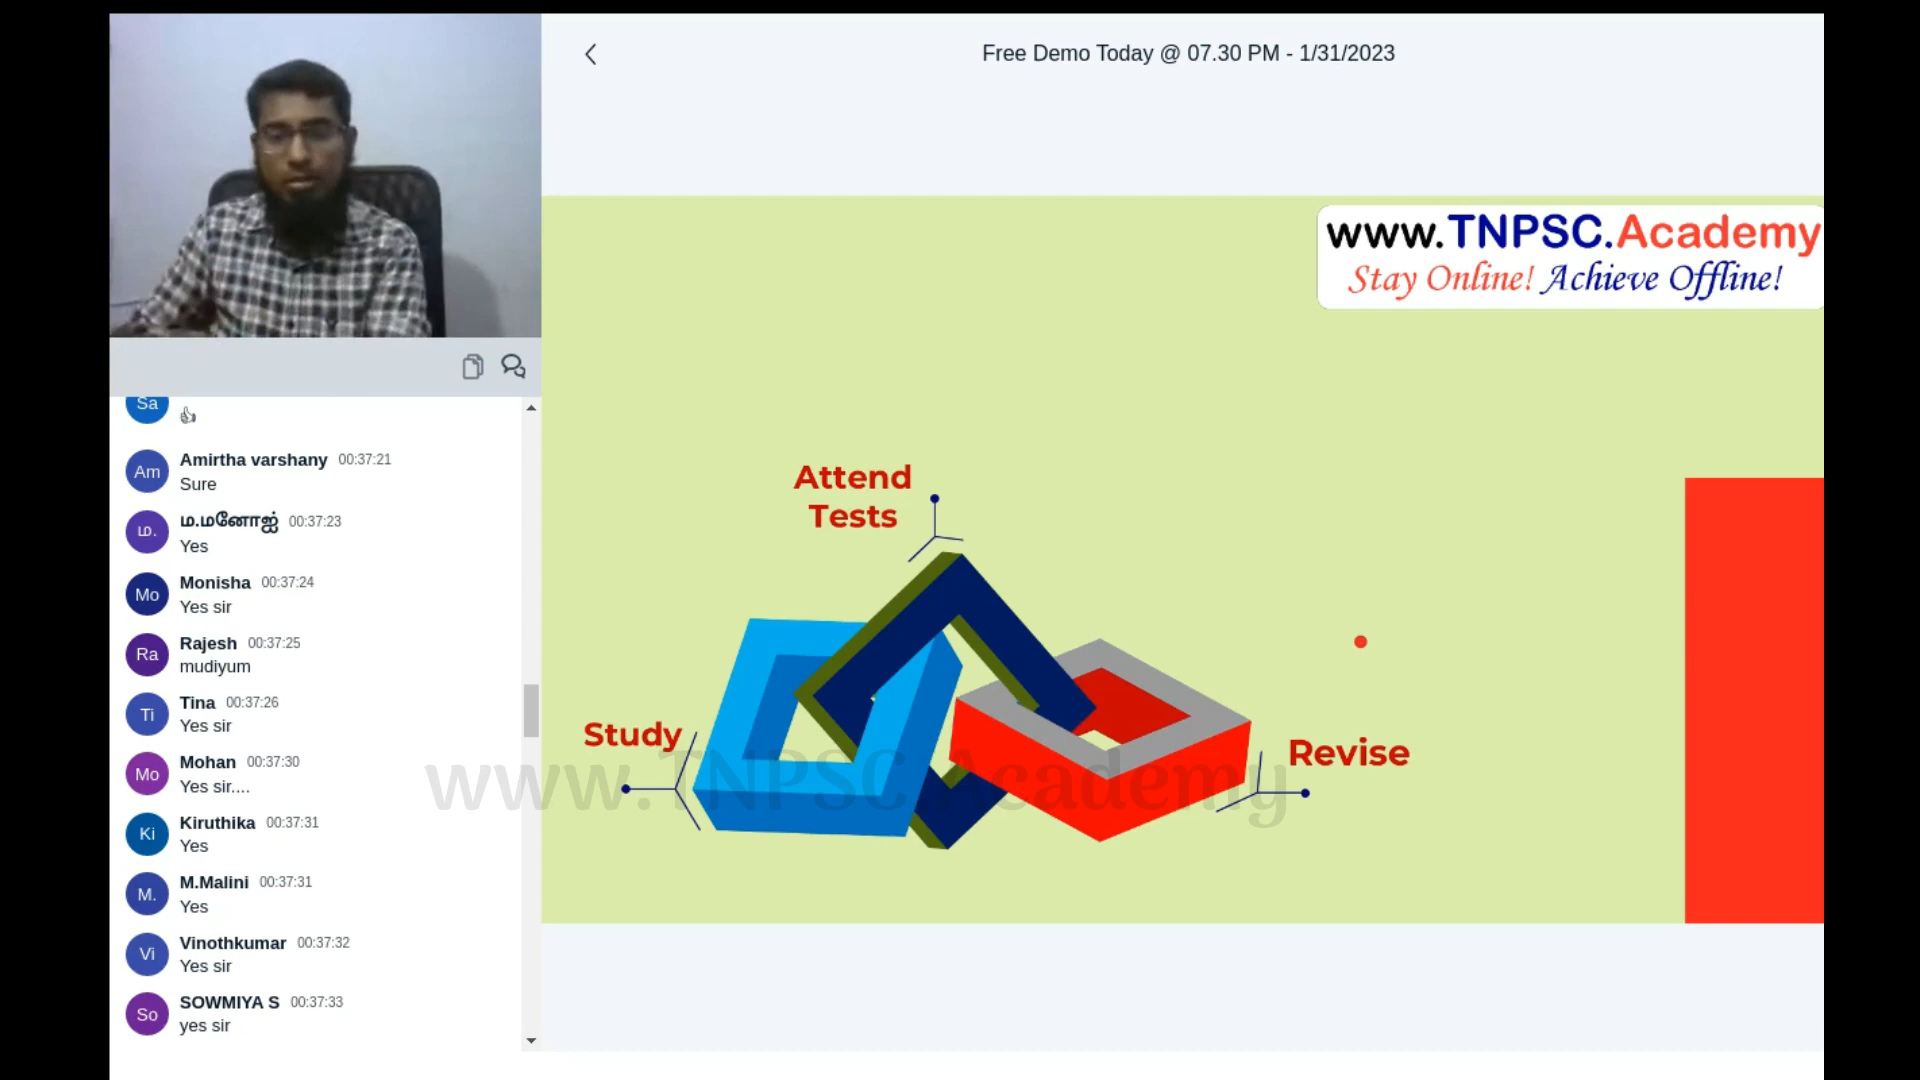 Free Demo Today @ 07.30 PM - 1/31/2023
www.TNPSC.Academy
Stay Online! Achieve Offline!
Attend
Tests
Study
Revise
www.TNPSC.Academy
Sa
👍
Am
Amirtha varshany 00:37:21
Sure
ம.
ம.மனோஜ் 00:37:23
Yes
Mo
Monisha 00:37:24
Yes sir
Ra
Rajesh 00:37:25
mudiyum
Ti
Tina 00:37:26
Yes sir
Mo
Mohan 00:37:30
Yes sir....
Ki
Kiruthika 00:37:31
Yes
M.
M.Malini 00:37:31
Yes
Vi
Vinothkumar 00:37:32
Yes sir
So
SOWMIYA S 00:37:33
yes sir